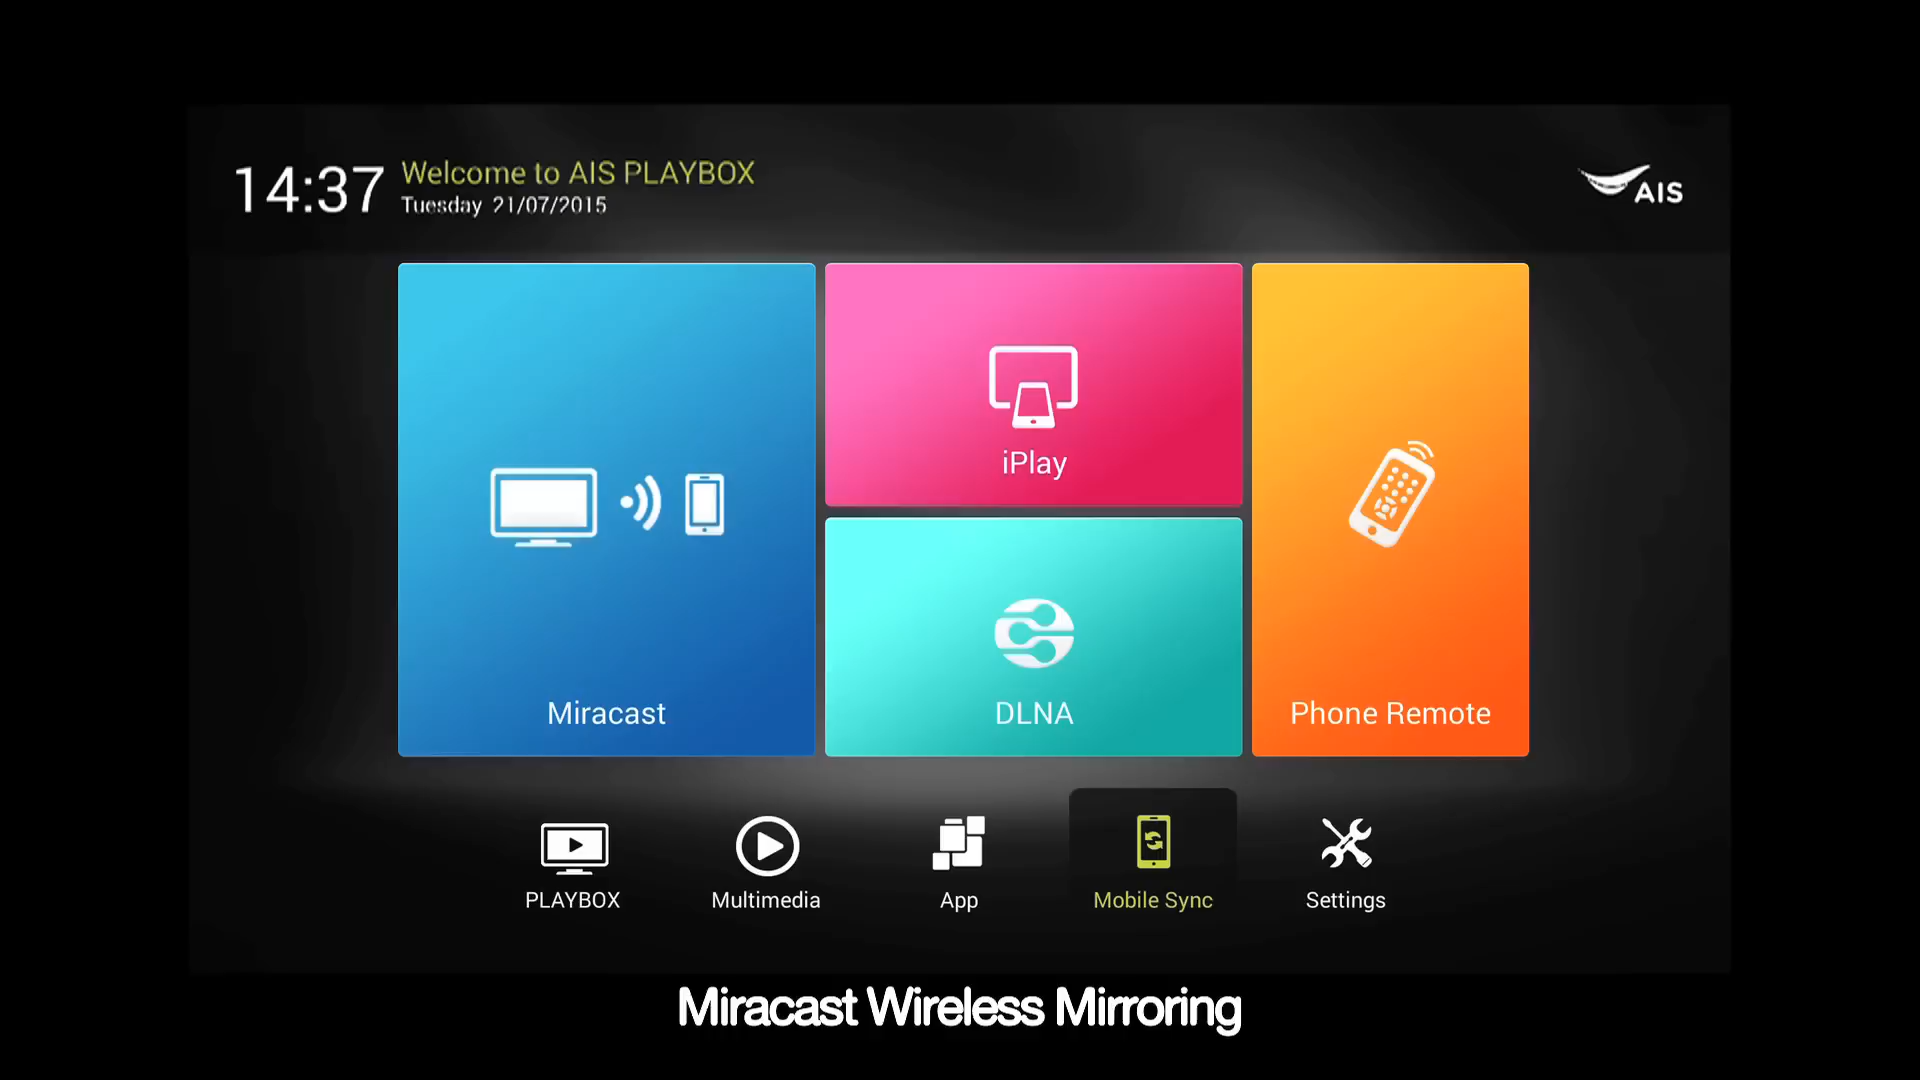 14:37
Welcome to AIS PLAYBOX
Tuesday 21/07/2015
AIS
iPlay
Miracast
DLNA
Phone Remote
PLAYBOX
Multimedia
App
Mobile Sync
Settings
Miracast Wireless Mirroring